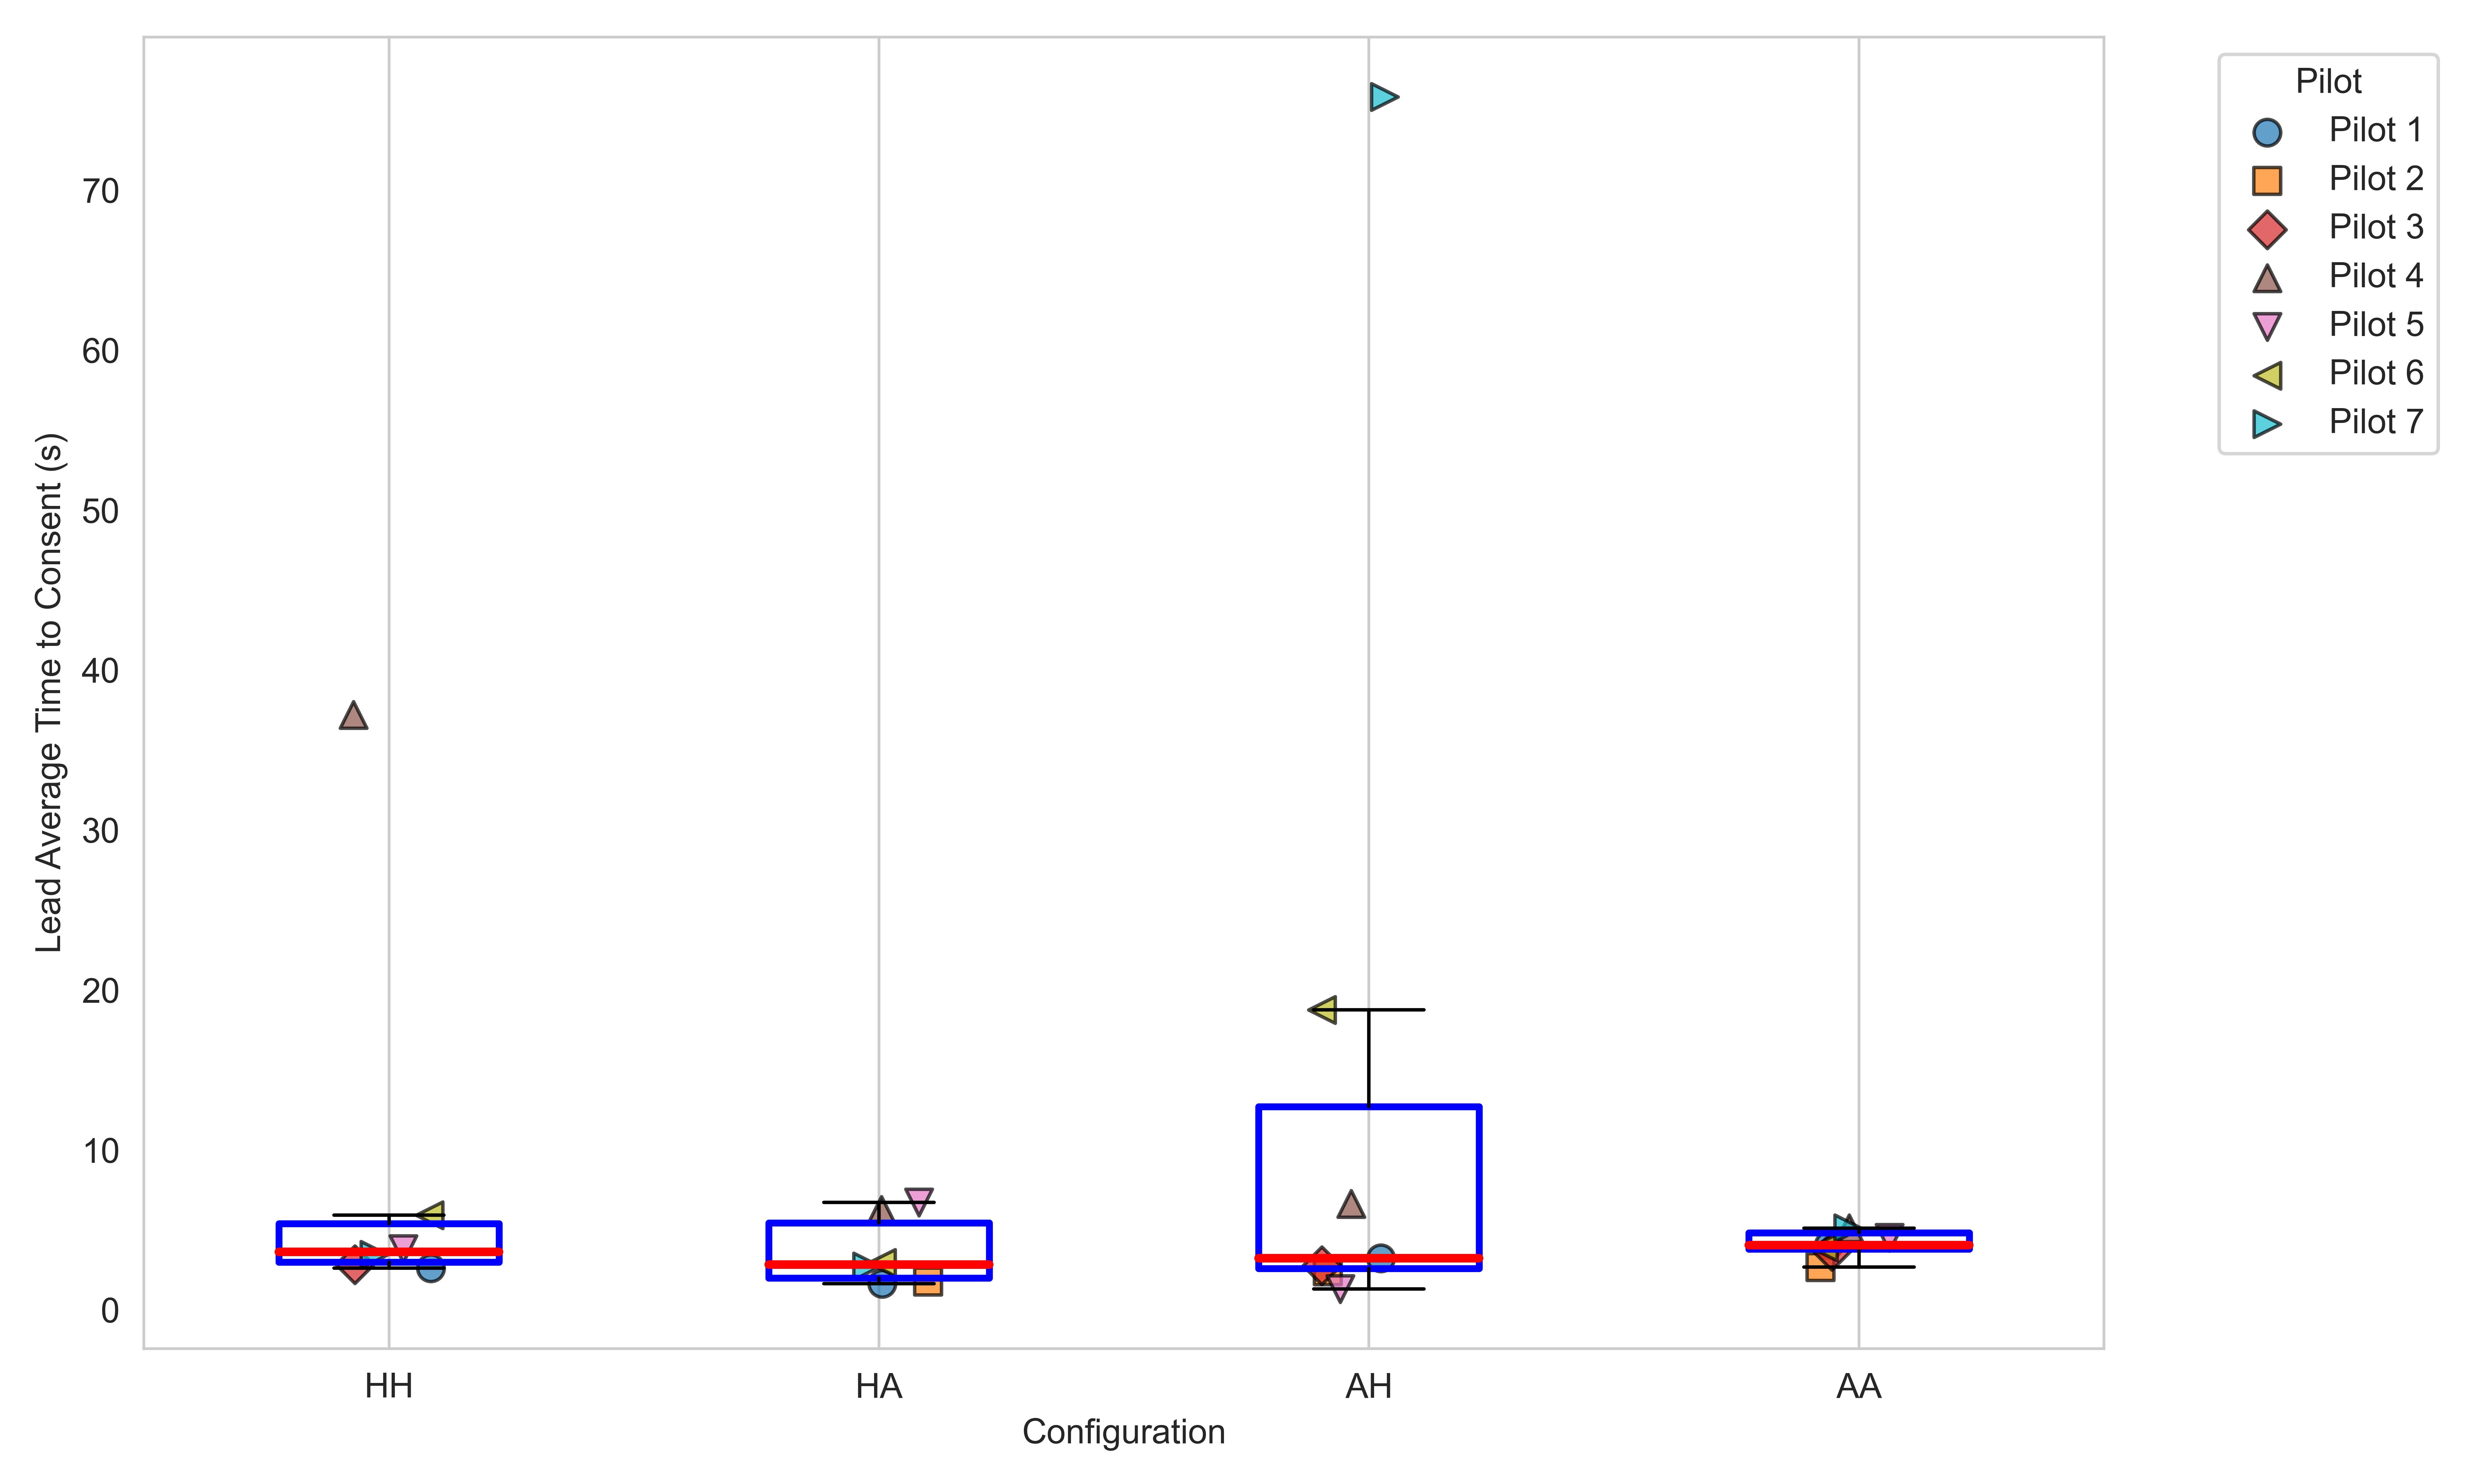 Lead Average Time to Consent (s)
70
60
50
40
30
20
10
0
HH
HA
AH
AA
Configuration
Pilot
Pilot 1
Pilot 2
Pilot 3
Pilot 4
Pilot 5
Pilot 6
Pilot 7